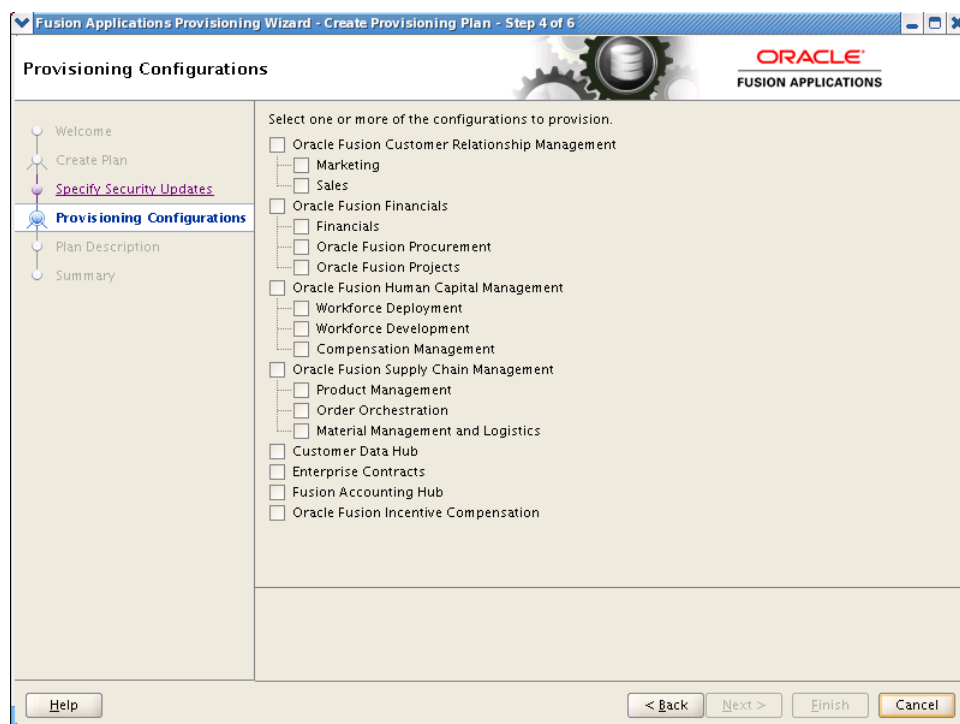 Fusion Applications Provisioning Wizard - Create Provisioning Plan - Step 4 of 6
Provisioning Configurations
ORACLE
FUSION APPLICATIONS
Welcome
Create Plan
Specify Security Updates
Provisioning Configurations
Plan Description
Summary
Select one or more of the configurations to provision.
Oracle Fusion Customer Relationship Management
Marketing
Sales
Oracle Fusion Financials
Financials
Oracle Fusion Procurement
Oracle Fusion Projects
Oracle Fusion Human Capital Management
Workforce Deployment
Workforce Development
Compensation Management
Oracle Fusion Supply Chain Management
Product Management
Order Orchestration
Material Management and Logistics
Customer Data Hub
Enterprise Contracts
Fusion Accounting Hub
Oracle Fusion Incentive Compensation
Help
< Back
Next >
Finish
Cancel